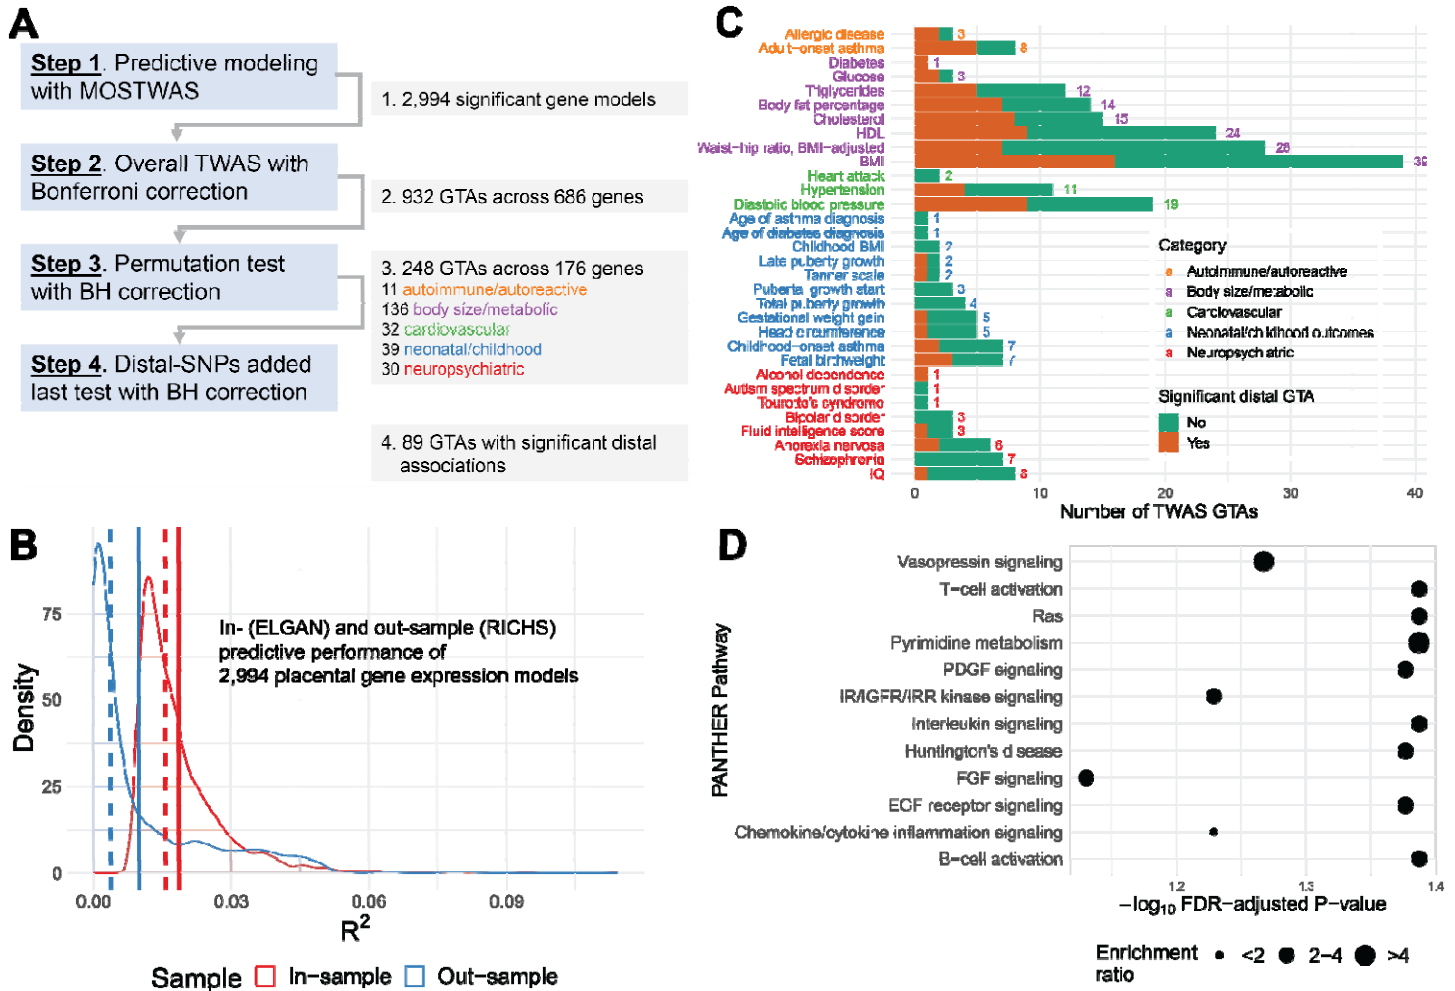 A
Step 1. Predictive modeling
with MOSTWAS
1. 2,994 significant gene models
Step 2. Overall TWAS with
Bonferroni correction
2. 932 GTAs across 686 genes
Step 3. Permutation test
with BH correction
3. 248 GTAs across 176 genes
11 autoimmune/autoreactive
136 body size/metabolic
32 cardiovascular
39 neonatal/childhood
30 neuropsychiatric
Step 4. Distal-SNPs added
last test with BH correction
4. 89 GTAs with significant distal
associations
B
In- (ELGAN) and out-sample (RICHS)
predictive performance of
2,994 placental gene expression models
Density
75
50
25
0
0.00 0.03 0.06 0.09
R²
Sample In-sample Out-sample
C
Allergic disease 3
Adult-onset asthma 8
Diabetes 1
Glucose 3
Triglycerides 12
Body fat percentage 14
Cholesterol 15
HDL 24
Waist-hip ratio, BMI-adjusted 28
BMI 39
Heart attack 2
Hypertension 11
Diastolic blood pressure 19
Age of asthma diagnosis 1
Age of diabetes diagnosis 1
Childhood BMI 2
Late puberty growth 2
Tanner scale 2
Pubertal growth start 3
Total puberty growth 4
Gestational weight gain 5
Head circumference 5
Childhood-onset asthma 7
Fetal birthweight 7
Alcohol dependence 1
Autism spectrum disorder 1
Tourette's syndrome 1
Bipolar disorder 3
Fluid intelligence score 3
Anorexia nervosa 6
Schizophrenia 7
IQ 8
0 10 20 30 40
Number of TWAS GTAs
Category
a Autoimmune/autoreactive
a Body size/metabolic
a Cardiovascular
a Neonatal/childhood outcomes
a Neuropsychiatric
Significant distal GTA
No
Yes
D
PANTHER Pathway
Vasopressin signaling
T-cell activation
Ras
Pyrimidine metabolism
PDGF signaling
IR/IGFR/IRR kinase signaling
Interleukin signaling
Huntington's disease
FGF signaling
EGF receptor signaling
Chemokine/cytokine inflammation signaling
B-cell activation
1.2 1.3 1.4
−log₁₀ FDR-adjusted P-value
Enrichment
ratio
<2 2-4 >4